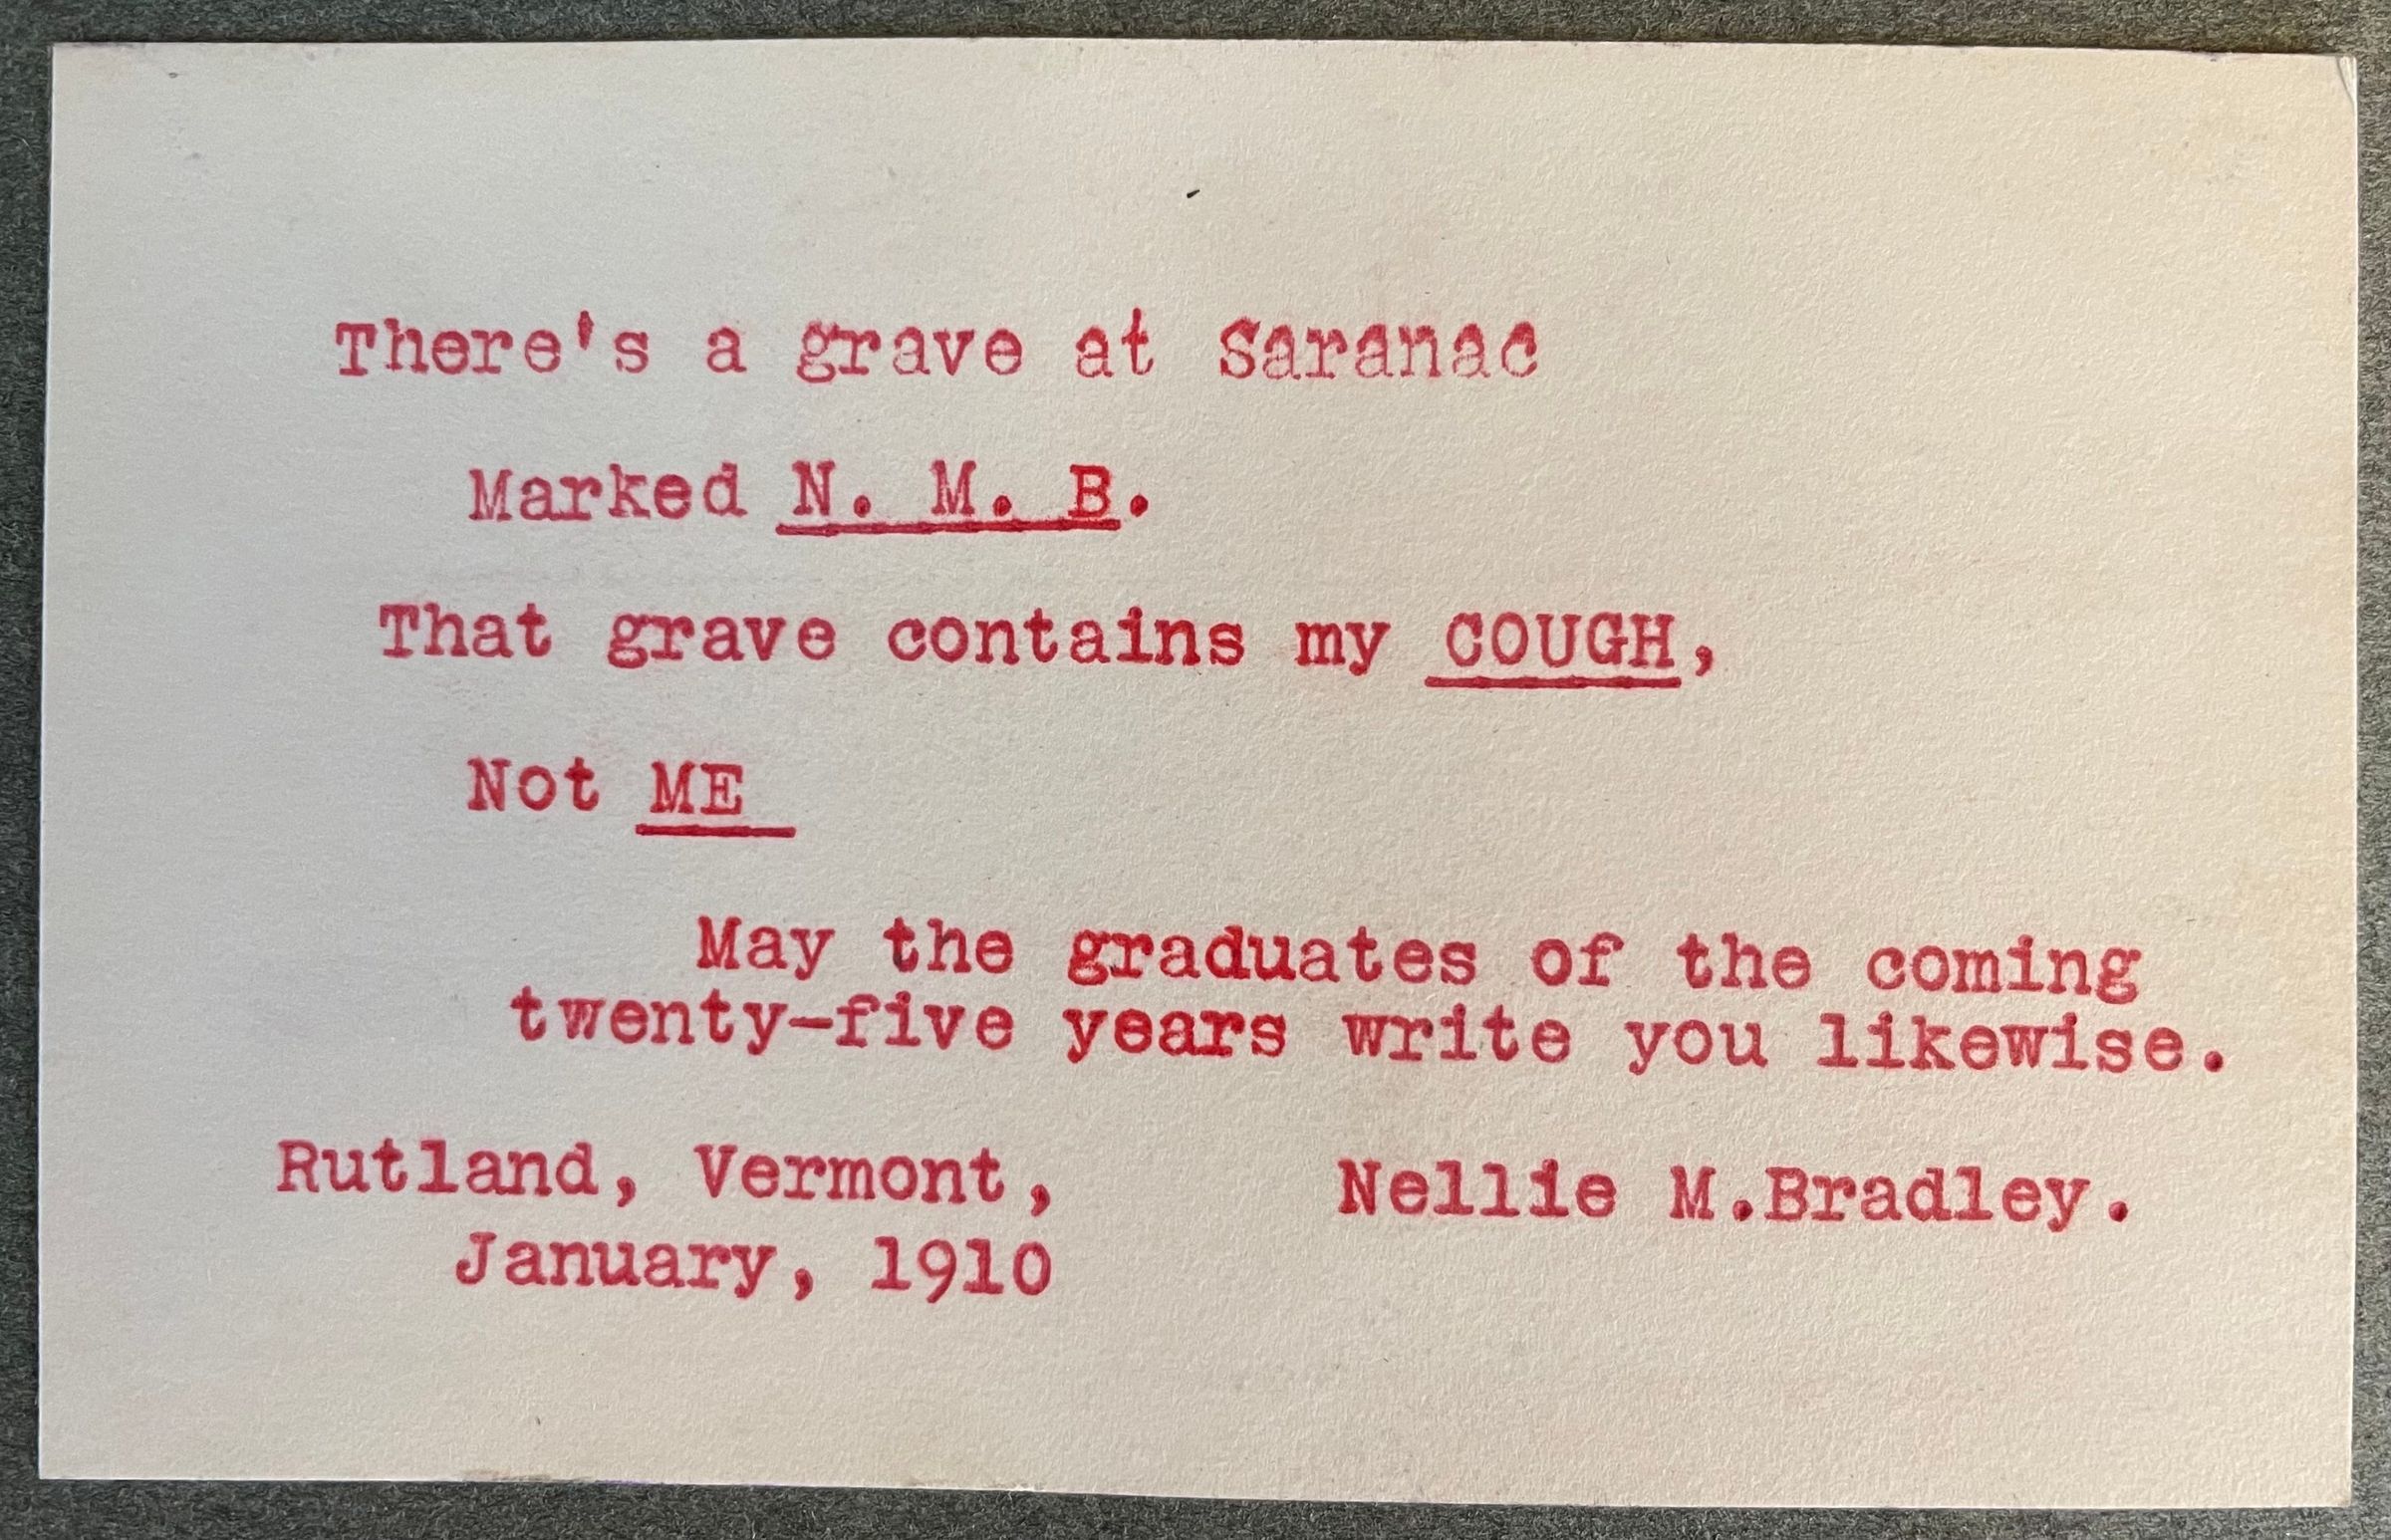 There's a grave at Saranac
Marked N. M. B.
That grave contains my COUGH,
Not ME
May the graduates of the coming
twenty-five years write you likewise.
Rutland, Vermont,
Nellie M.Bradley.
January, 1910